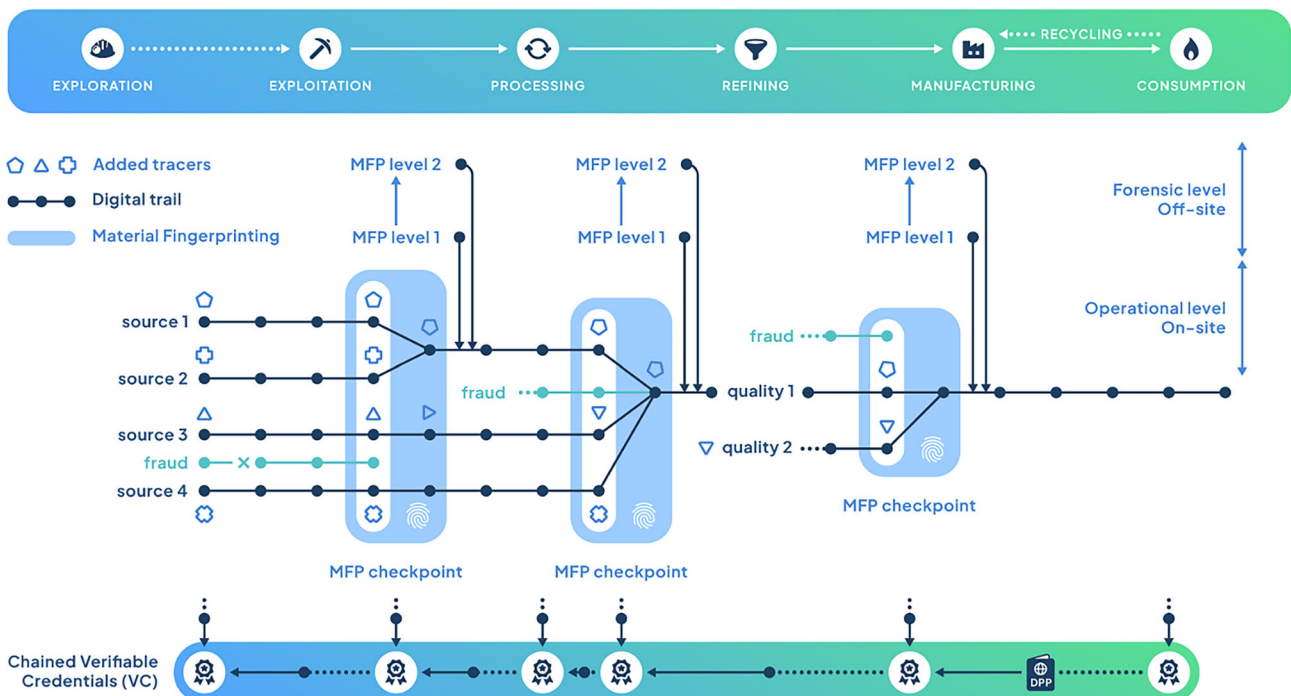 RECYCLING
EXPLORATION
EXPLOITATION
PROCESSING
REFINING
MANUFACTURING
CONSUMPTION
Added tracers
Digital trail
Material Fingerprinting
MFP level 2
MFP level 1
MFP level 2
MFP level 1
MFP level 2
MFP level 1
Forensic level
Off-site
Operational level
On-site
source 1
source 2
source 3
fraud
source 4
fraud
fraud
quality 1
quality 2
MFP checkpoint
MFP checkpoint
MFP checkpoint
Chained Verifiable
Credentials (VC)
DPP